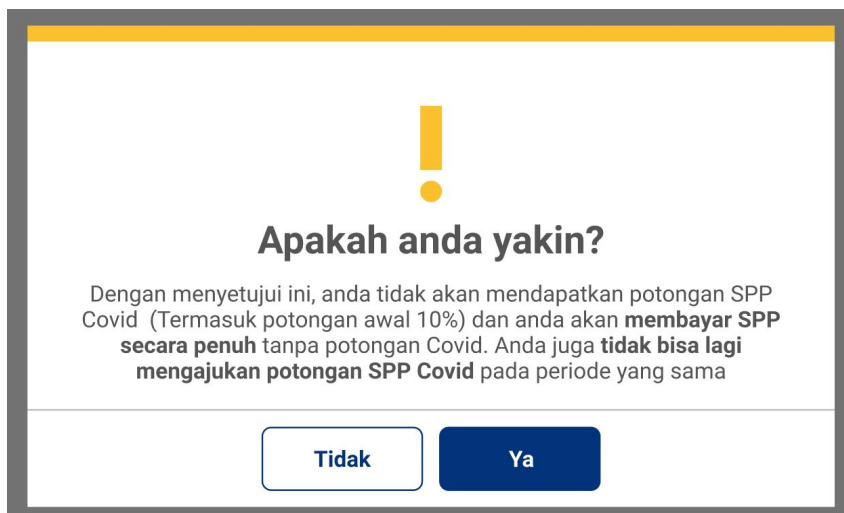 Apakah anda yakin?
Dengan menyetujui ini, anda tidak akan mendapatkan potongan SPP
Covid (Termasuk potongan awal 10%) dan anda akan membayar SPP
secara penuh tanpa potongan Covid. Anda juga tidak bisa lagi
mengajukan potongan SPP Covid pada periode yang sama
Tidak
Ya